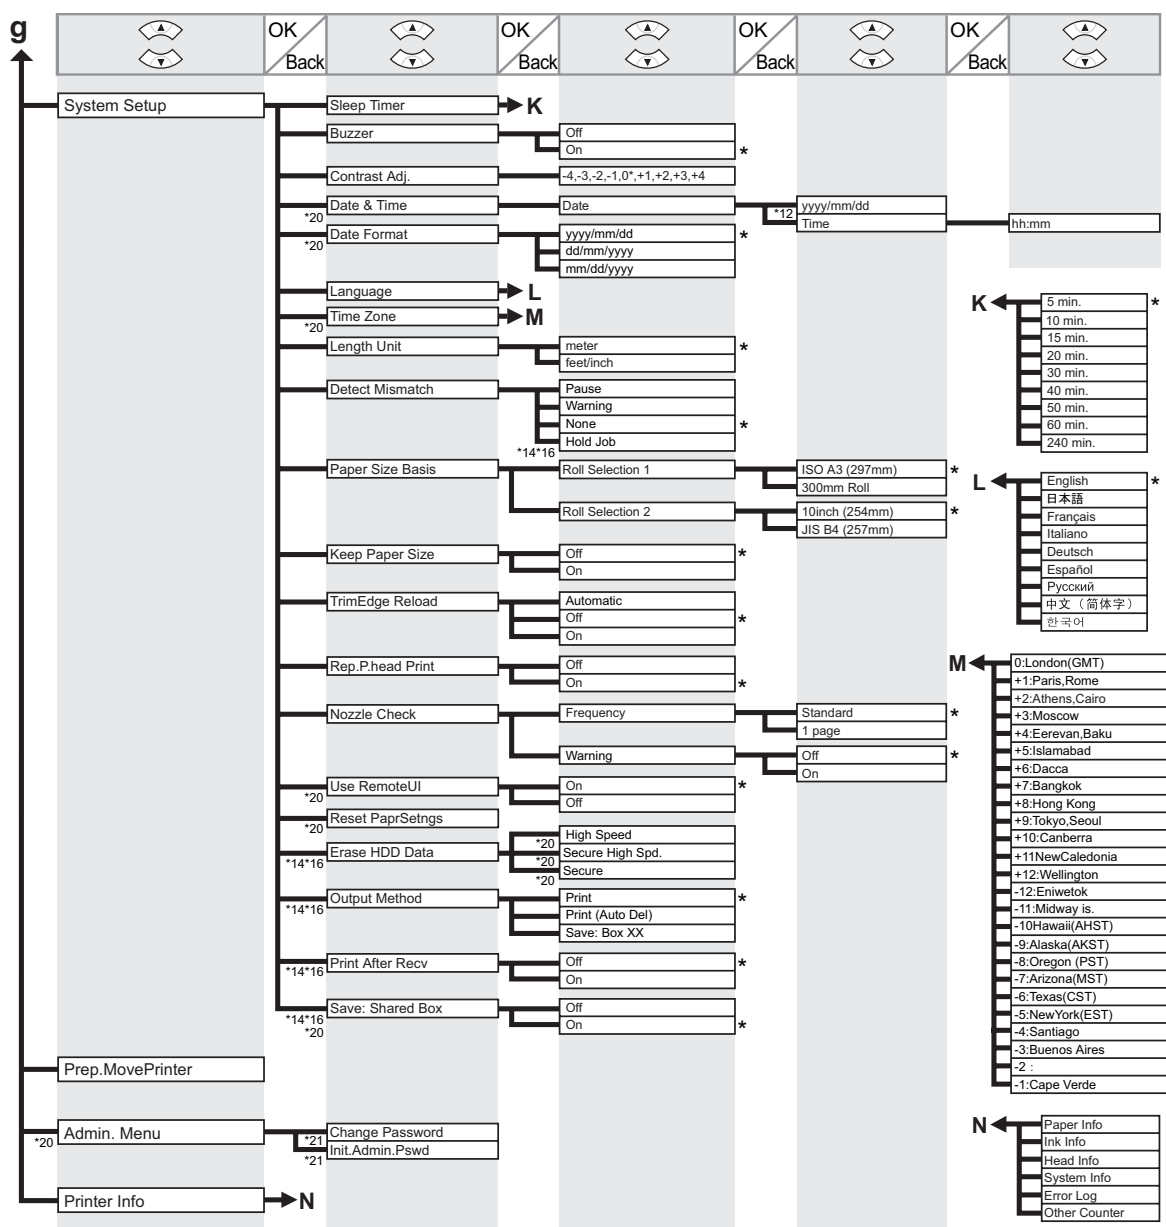 g
OK
Back
OK
Back
OK
Back
OK
Back
System Setup
Sleep Timer
K
Buzzer
Off
On
*
Contrast Adj.
-4,-3,-2,-1,0*,+1,+2,+3,+4
*20
Date & Time
Date
*12
yyyy/mm/dd
Time
hh:mm
*20
Date Format
yyyy/mm/dd
*
dd/mm/yyyy
mm/dd/yyyy
Language
L
*20
Time Zone
M
Length Unit
meter
*
feet/inch
Detect Mismatch
Pause
Warning
None
*
Hold Job
*14*16
Paper Size Basis
Roll Selection 1
ISO A3 (297mm)
*
300mm Roll
Roll Selection 2
10inch (254mm)
*
JIS B4 (257mm)
Keep Paper Size
Off
*
On
TrimEdge Reload
Automatic
Off
*
On
Rep.P.head Print
Off
On
*
Nozzle Check
Frequency
Standard
*
1 page
Warning
Off
*
On
*20
Use RemoteUI
On
*
Off
*20
Reset PaprSetngs
*14*16
Erase HDD Data
High Speed
*20
Secure High Spd.
*20
Secure
*20
*14*16
Output Method
Print
*
Print (Auto Del)
Save: Box XX
*14*16
Print After Recv
Off
*
On
*14*16
*20
Save: Shared Box
Off
On
*
Prep.MovePrinter
*20
Admin. Menu
*21
Change Password
*21
Init.Admin.Pswd
Printer Info
N
K
5 min.
*
10 min.
15 min.
20 min.
30 min.
40 min.
50 min.
60 min.
240 min.
L
English
*
日本語
Français
Italiano
Deutsch
Español
Русский
中文（简体字）
한국어
M
0:London(GMT)
+1:Paris,Rome
+2:Athens,Cairo
+3:Moscow
+4:Eerevan,Baku
+5:Islamabad
+6:Dacca
+7:Bangkok
+8:Hong Kong
+9:Tokyo,Seoul
+10:Canberra
+11NewCaledonia
+12:Wellington
-12:Eniwetok
-11:Midway is.
-10Hawaii(AHST)
-9:Alaska(AKST)
-8:Oregon (PST)
-7:Arizona(MST)
-6:Texas(CST)
-5:NewYork(EST)
-4:Santiago
-3:Buenos Aires
-2 :
-1:Cape Verde
N
Paper Info
Ink Info
Head Info
System Info
Error Log
Other Counter